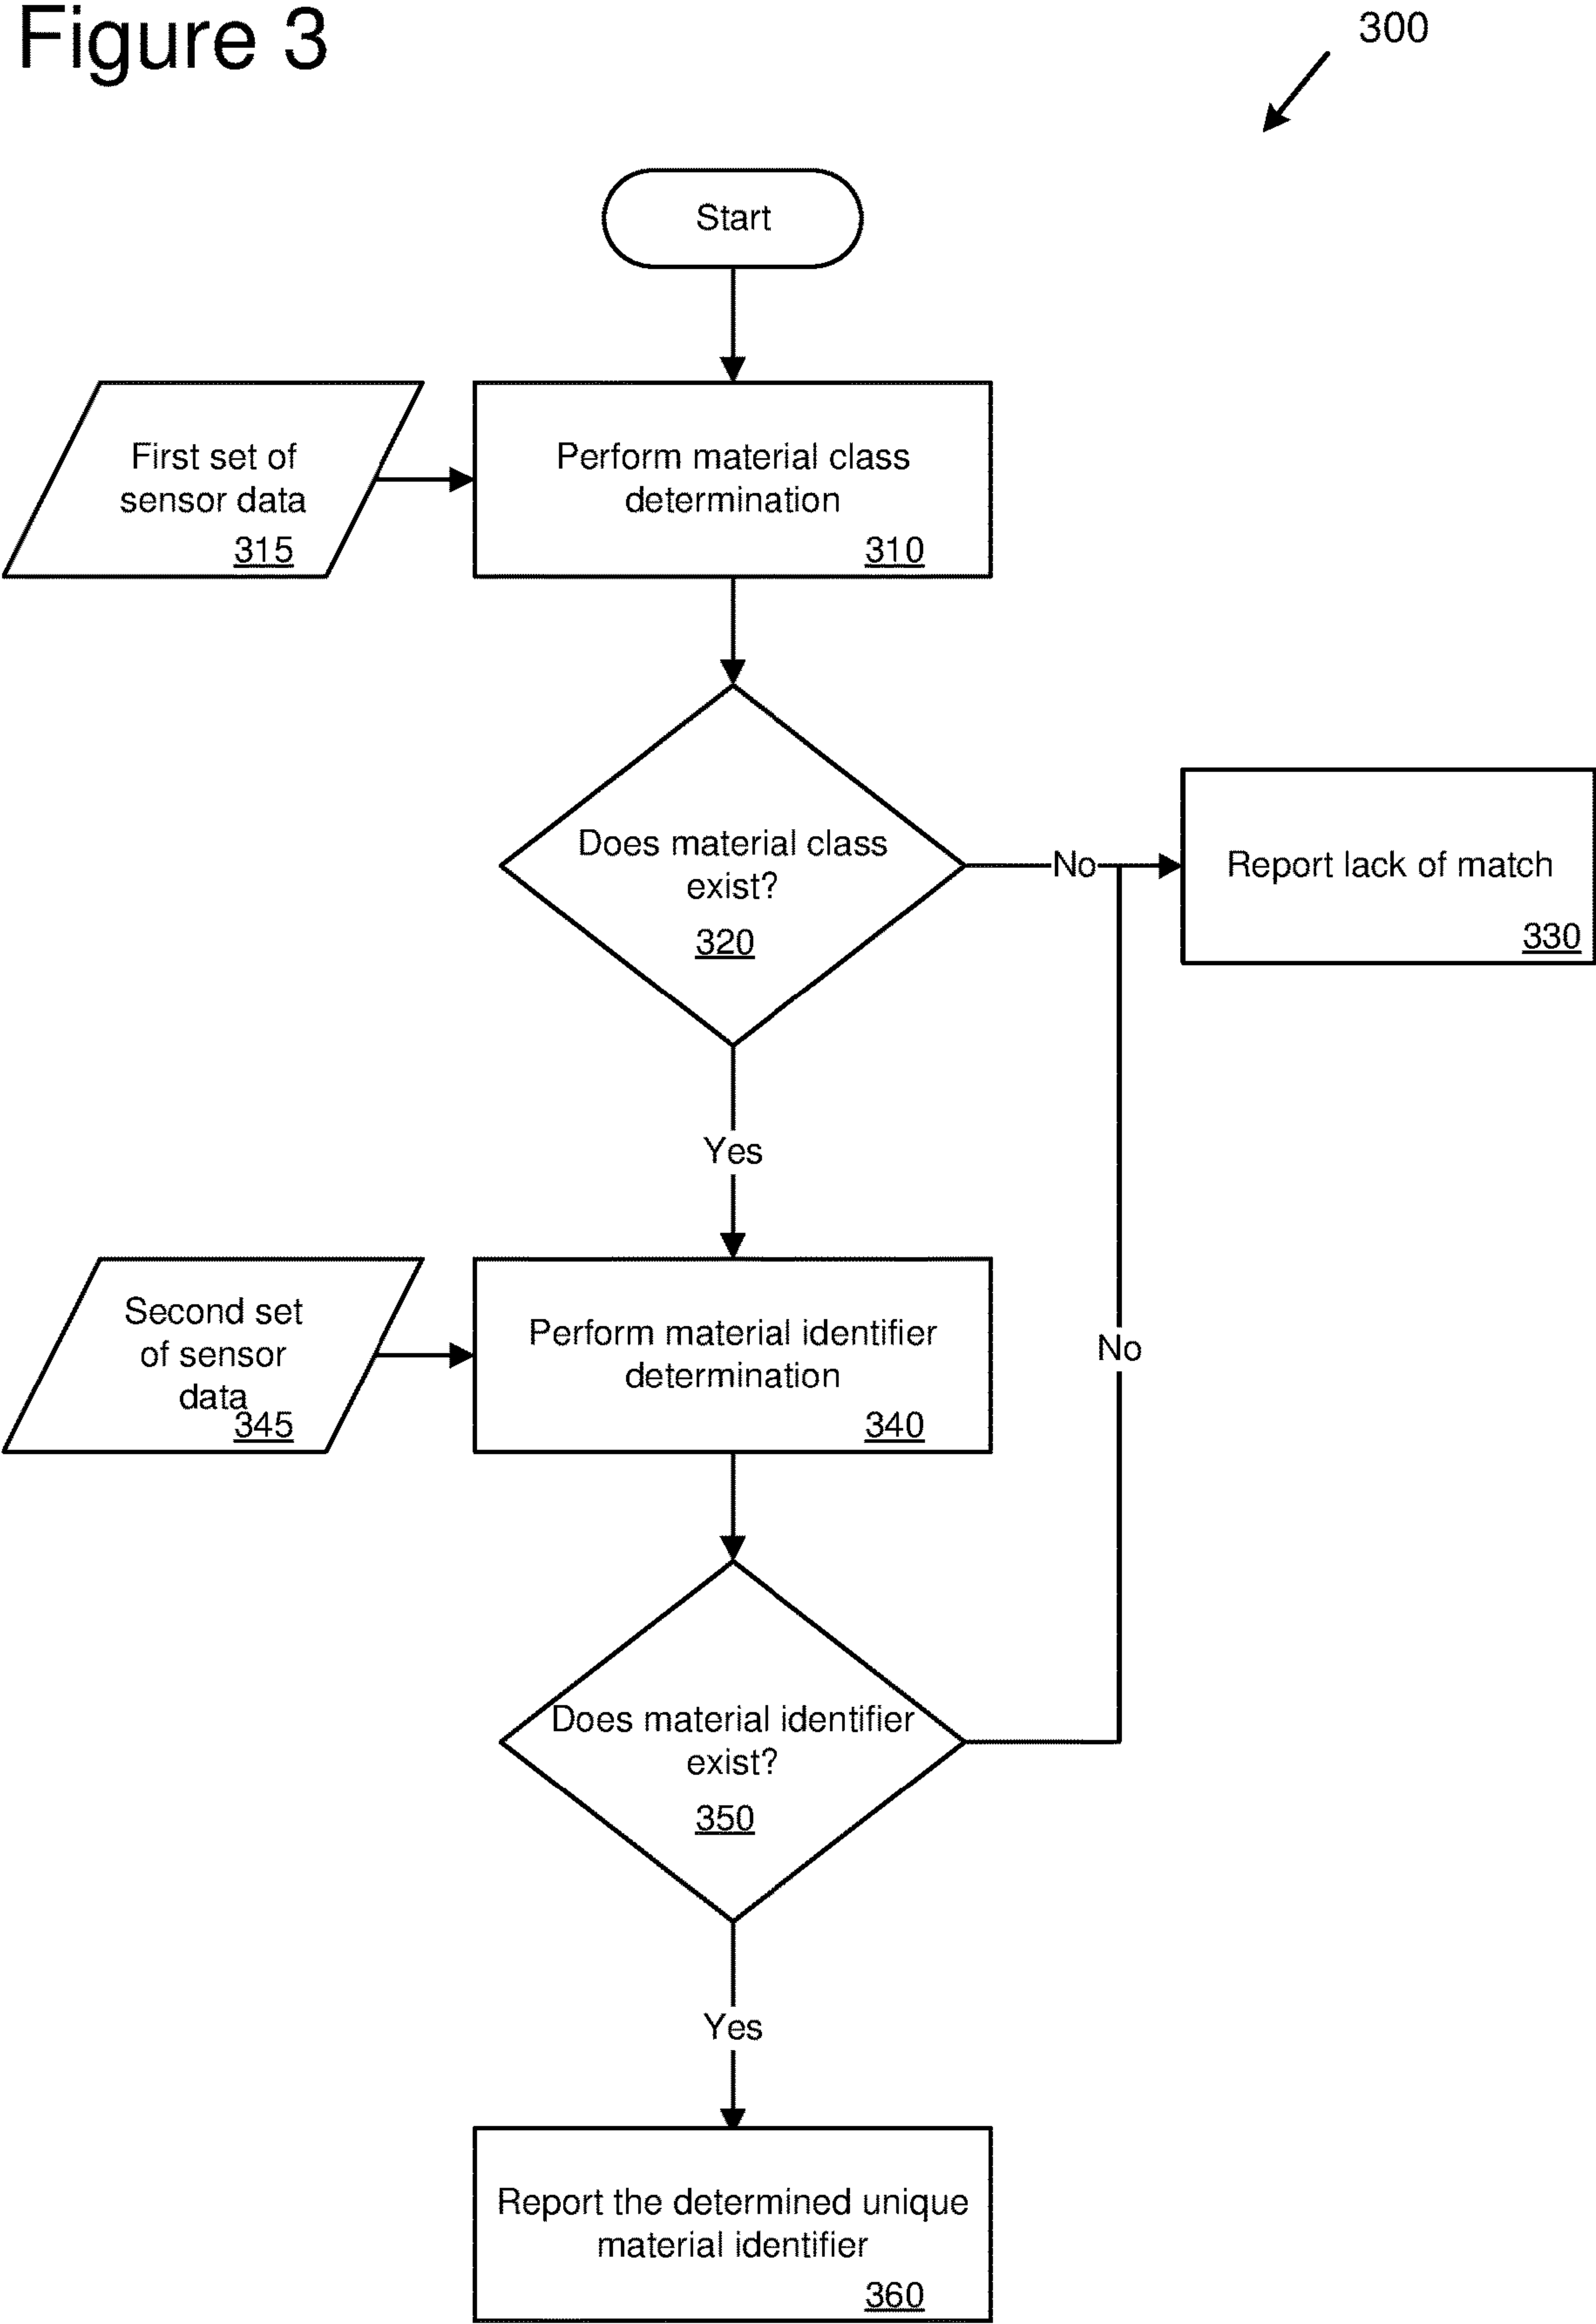 Figure 3
300
Start
First set of
sensor data
315
Perform material class
determination
310
Does material class
exist?
320
No
Report lack of match
330
Yes
Second set
of sensor
data
345
Perform material identifier
determination
340
No
Does material identifier
exist?
350
Yes
Report the determined unique
material identifier
360